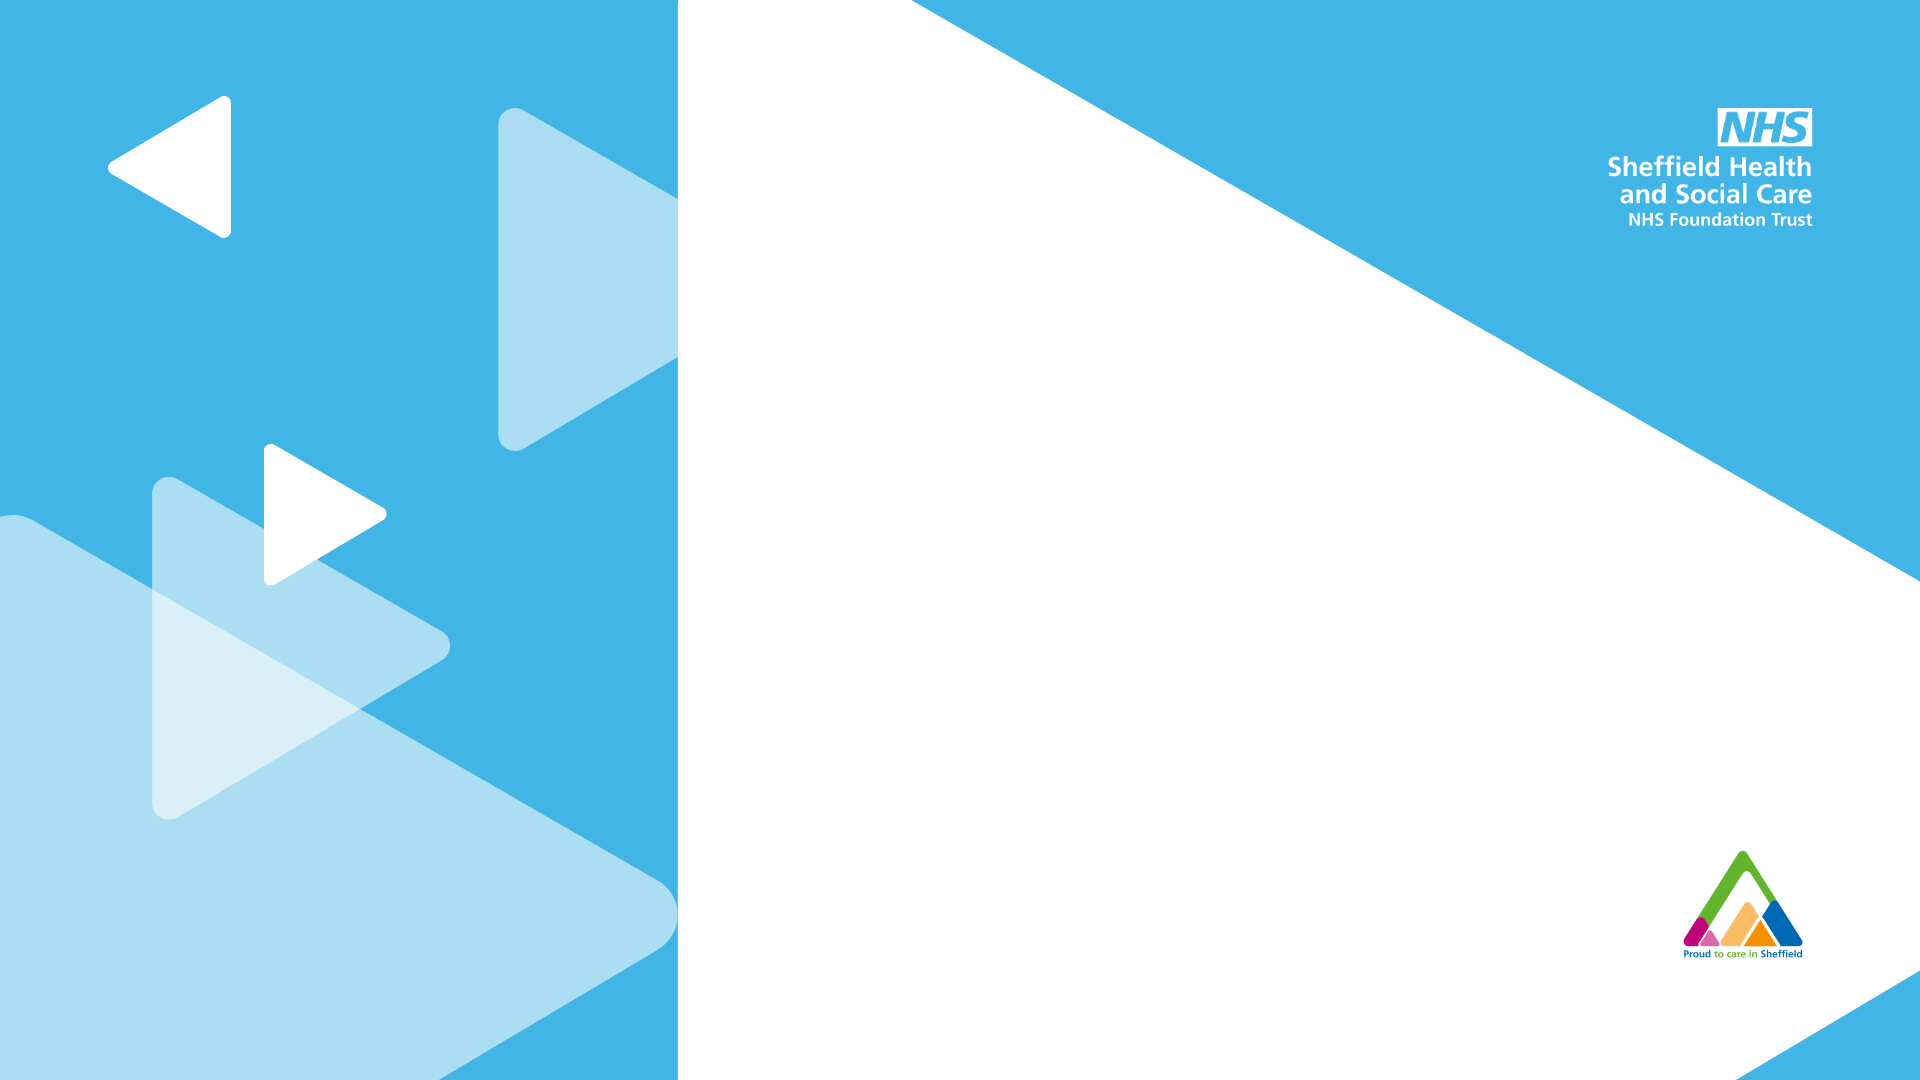 NHS
Sheffield Health
and Social Care
NHS Foundation Trust
Proud to care in Sheffield